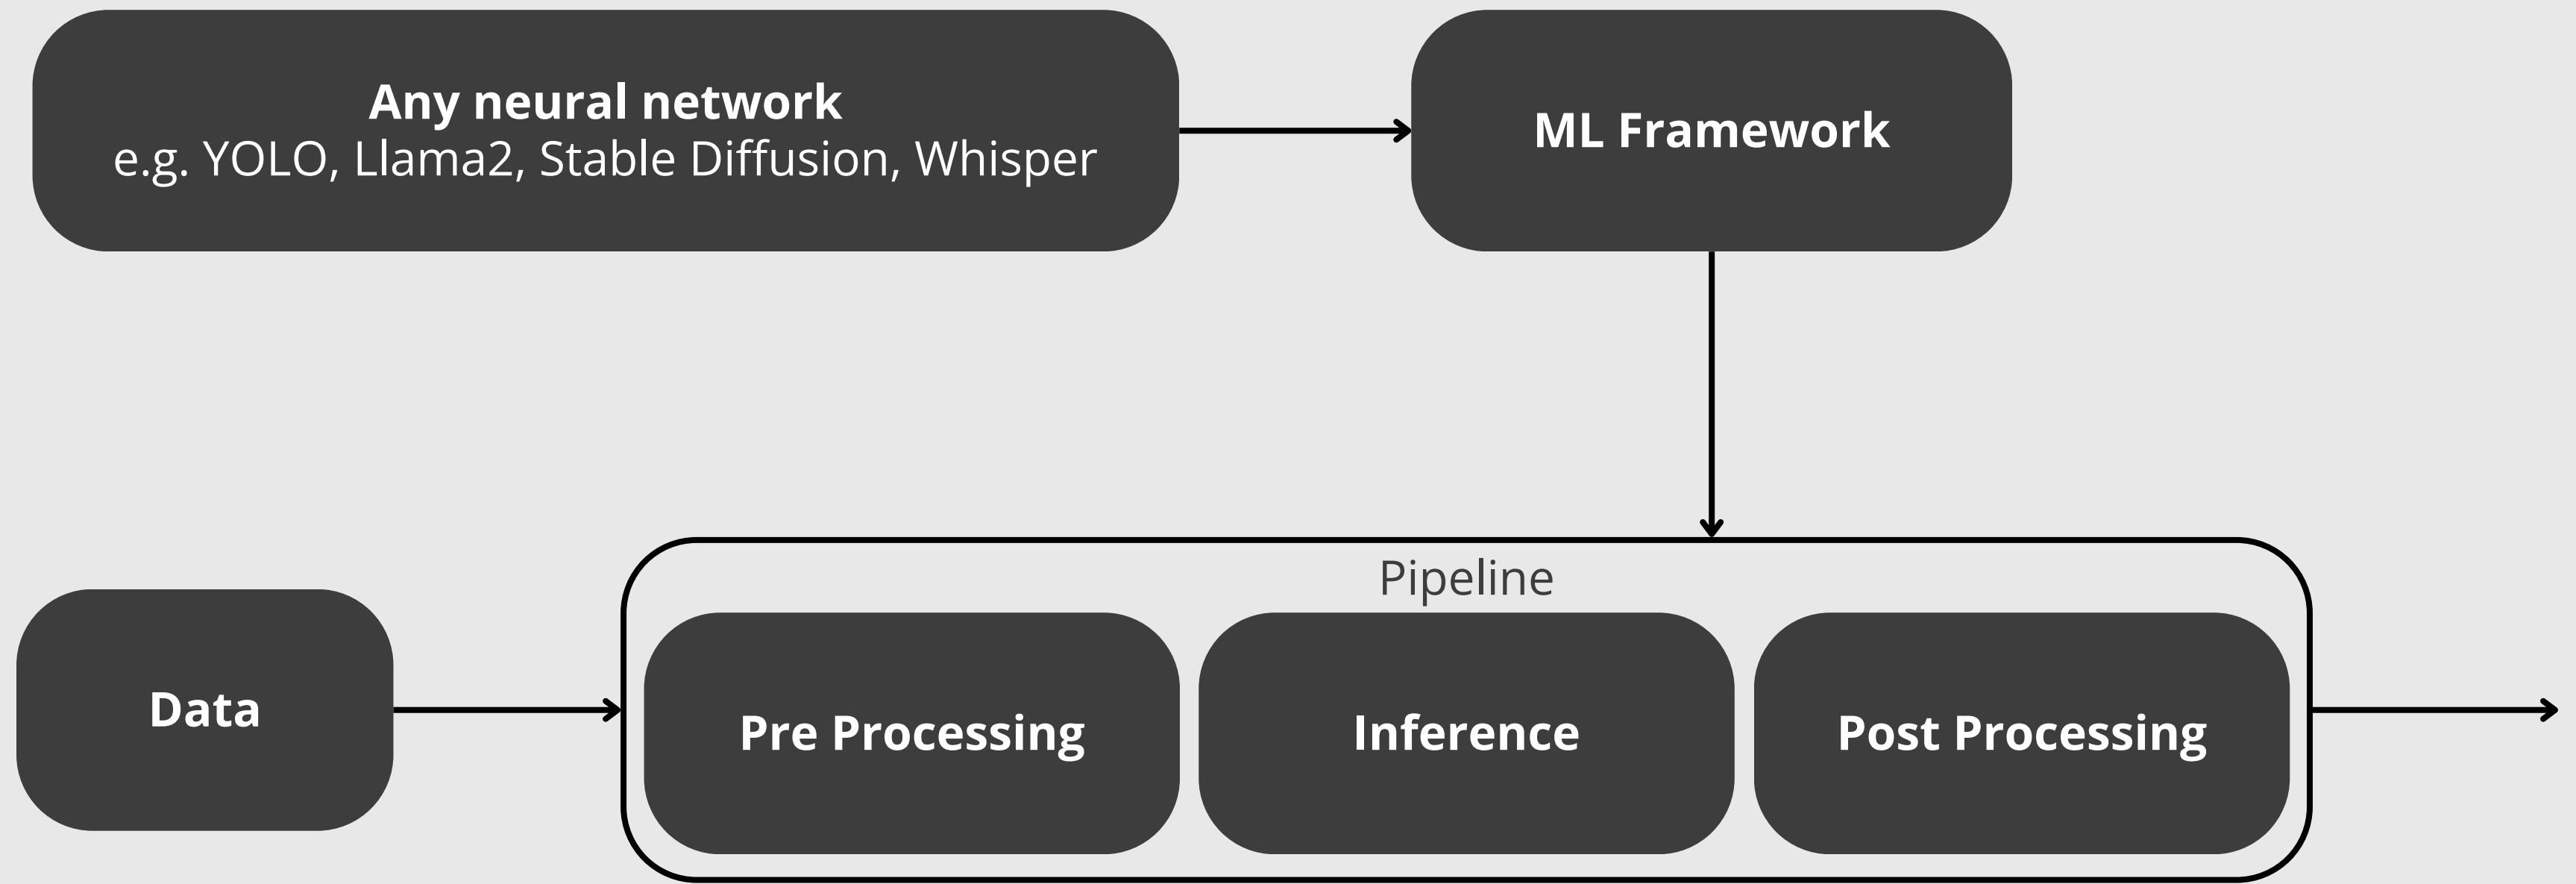 Any neural network
e.g. YOLO, Llama2, Stable Diffusion, Whisper
ML Framework
Pipeline
Data
Pre Processing
Inference
Post Processing